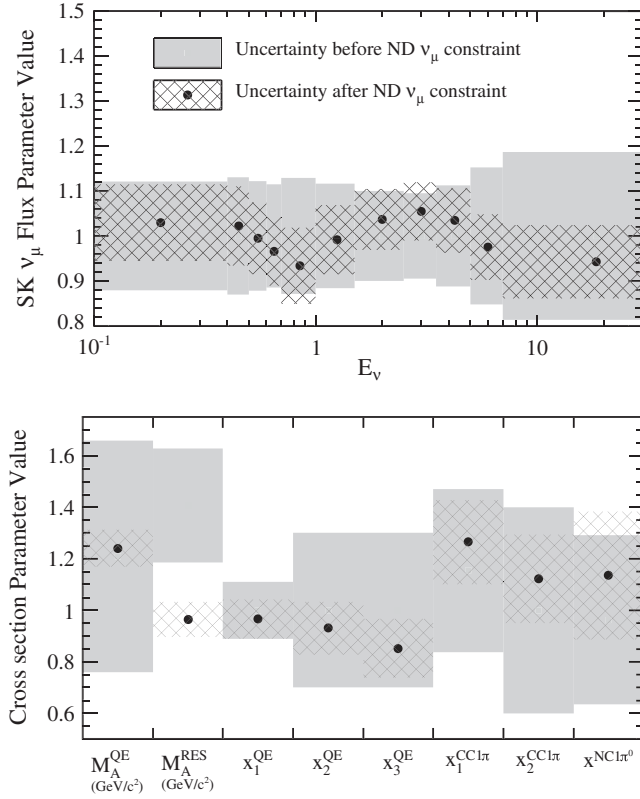 1.5
1.4
Uncertainty before ND ν_μ constraint
1.3
Uncertainty after ND ν_μ constraint
1.2
1.1
1
0.9
0.8
SK ν_μ Flux Parameter Value
10⁻¹ 1 10
E_ν
1.6
1.4
1.2
1
0.8
0.6
Cross section Parameter Value
M_A^QE M_A^RES x_1^QE x_2^QE x_3^QE x_1^CC1π x_2^CC1π x^NC1π⁰
(GeV/c²) (GeV/c²)